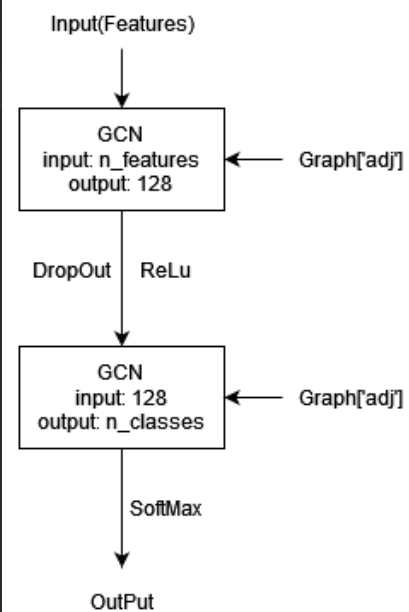 Input(Features)
GCN
input: n_features
output: 128
Graph['adj']
DropOut
ReLu
GCN
input: 128
output: n_classes
Graph['adj']
SoftMax
OutPut